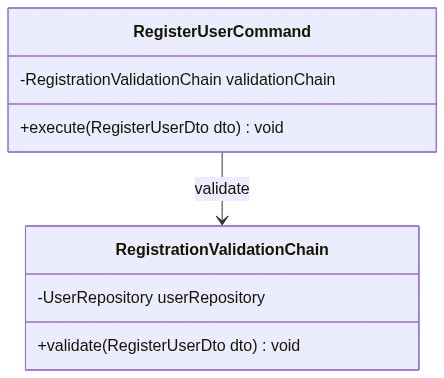 RegisterUserCommand
-RegistrationValidationChain validationChain
+execute(RegisterUserDto dto) : void
validate
RegistrationValidationChain
-UserRepository userRepository
+validate(RegisterUserDto dto) : void